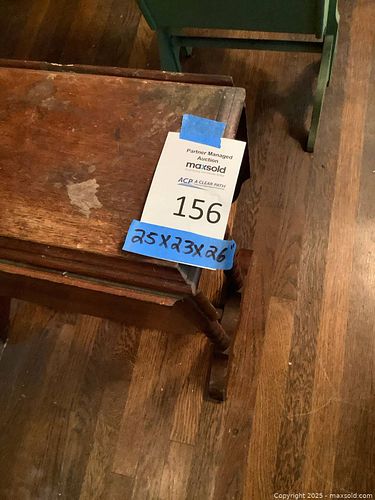 Partner Managed
Auction
maxsold
ACP A CLEAR PATH
156
25X23X26"
Copyright 2025 - maxsold.com